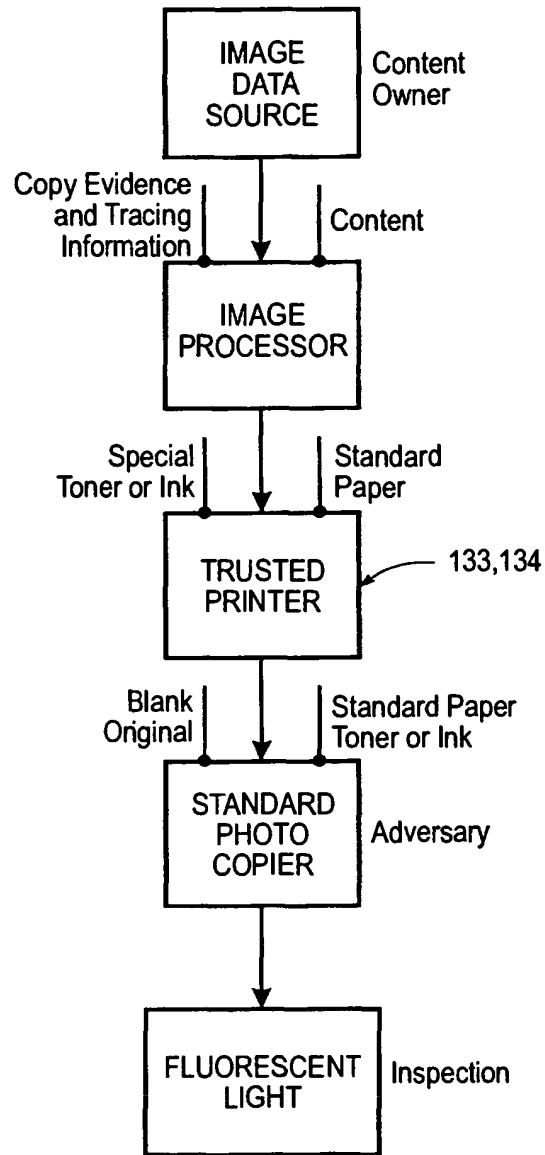 IMAGE
DATA
SOURCE
Content
Owner
Copy Evidence
and Tracing
Information
Content
IMAGE
PROCESSOR
Special
Toner or Ink
Standard
Paper
TRUSTED
PRINTER
133,134
Blank
Original
Standard Paper
Toner or Ink
STANDARD
PHOTO
COPIER
Adversary
FLUORESCENT
LIGHT
Inspection